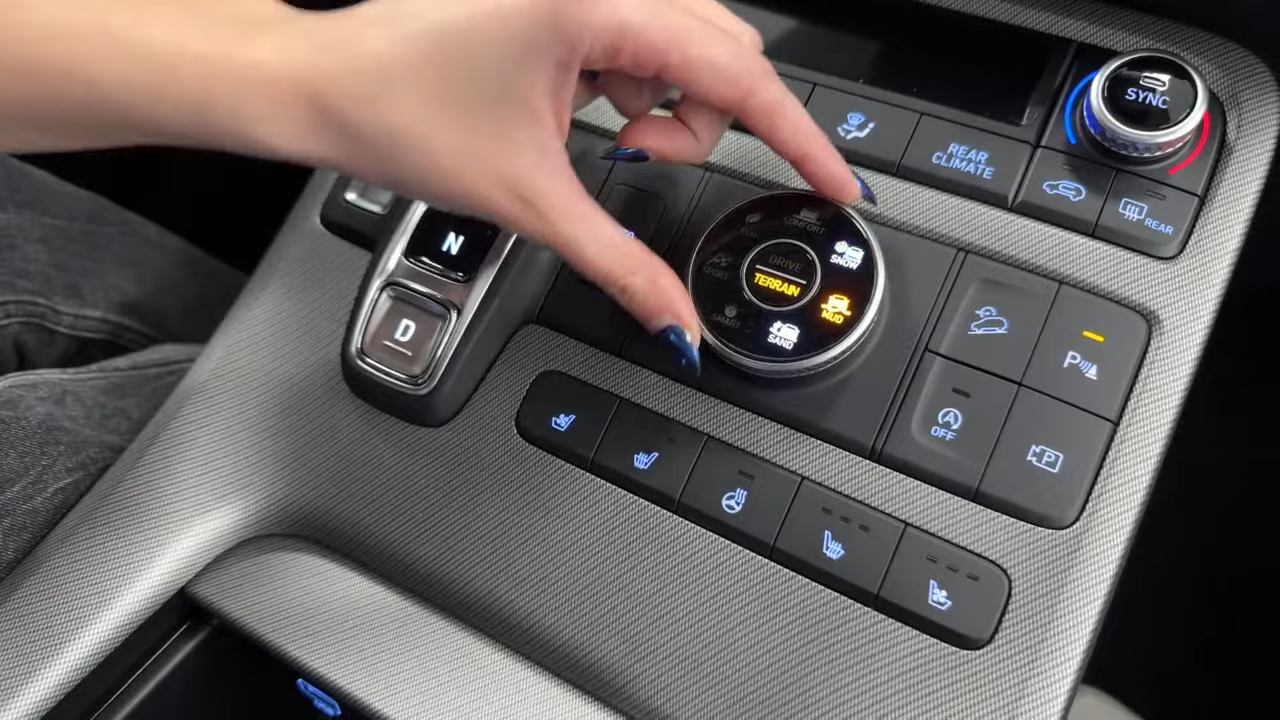 SYNC
REAR
CLIMATE
REAR
N
D
COMFORT
SNOW
DRIVE
TERRAIN
SPORT
MUD
SMART
SAND
P
A
OFF
P